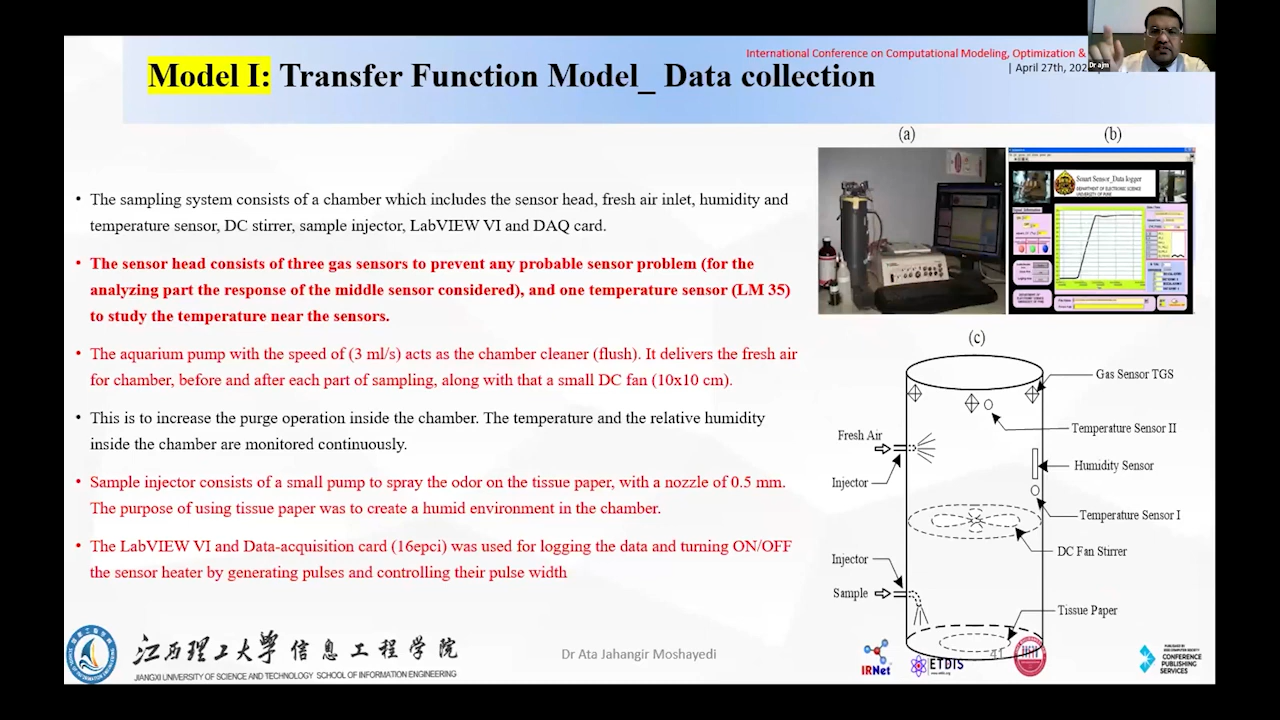 International Conference on Computational Modeling, Optimization &
| April 27th, 202
Dr ajm
Model I: Transfer Function Model_ Data collection
• The sampling system consists of a chamber which includes the sensor head, fresh air inlet, humidity and
temperature sensor, DC stirrer, sample injector, LabVIEW VI and DAQ card.
• The sensor head consists of three gas sensors to prevent any probable sensor problem (for the
analyzing part the response of the middle sensor considered), and one temperature sensor (LM 35)
to study the temperature near the sensors.
• The aquarium pump with the speed of (3 ml/s) acts as the chamber cleaner (flush). It delivers the fresh air
for chamber, before and after each part of sampling, along with that a small DC fan (10x10 cm).
• This is to increase the purge operation inside the chamber. The temperature and the relative humidity
inside the chamber are monitored continuously.
• Sample injector consists of a small pump to spray the odor on the tissue paper, with a nozzle of 0.5 mm.
The purpose of using tissue paper was to create a humid environment in the chamber.
• The LabVIEW VI and Data-acquisition card (16epci) was used for logging the data and turning ON/OFF
the sensor heater by generating pulses and controlling their pulse width
(a)
(b)
Smart Sensor_Data logger
DEPARTMENT OF ELECTRONIC SCIENCE
UNIVERSITY OF PUNE
(c)
Gas Sensor TGS
Temperature Sensor II
Fresh Air
Humidity Sensor
Injector
Temperature Sensor I
DC Fan Stirrer
Injector
Sample
Tissue Paper
江西理工大学 信息工程学院
JIANGXI UNIVERSITY OF SCIENCE AND TECHNOLOGY SCHOOL OF INFORMATION ENGINEERING
Dr Ata Jahangir Moshayedi
41
IRNet
ETDIS
CONFERENCE
PUBLISHING
SERVICES